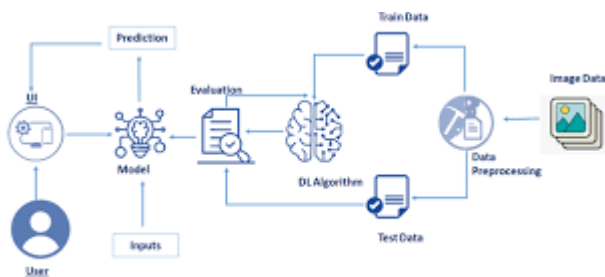 Train Data
Prediction
Image Data
UI
Evaluation
Model
DL Algorithm
Data
Preprocessing
Inputs
Test Data
User